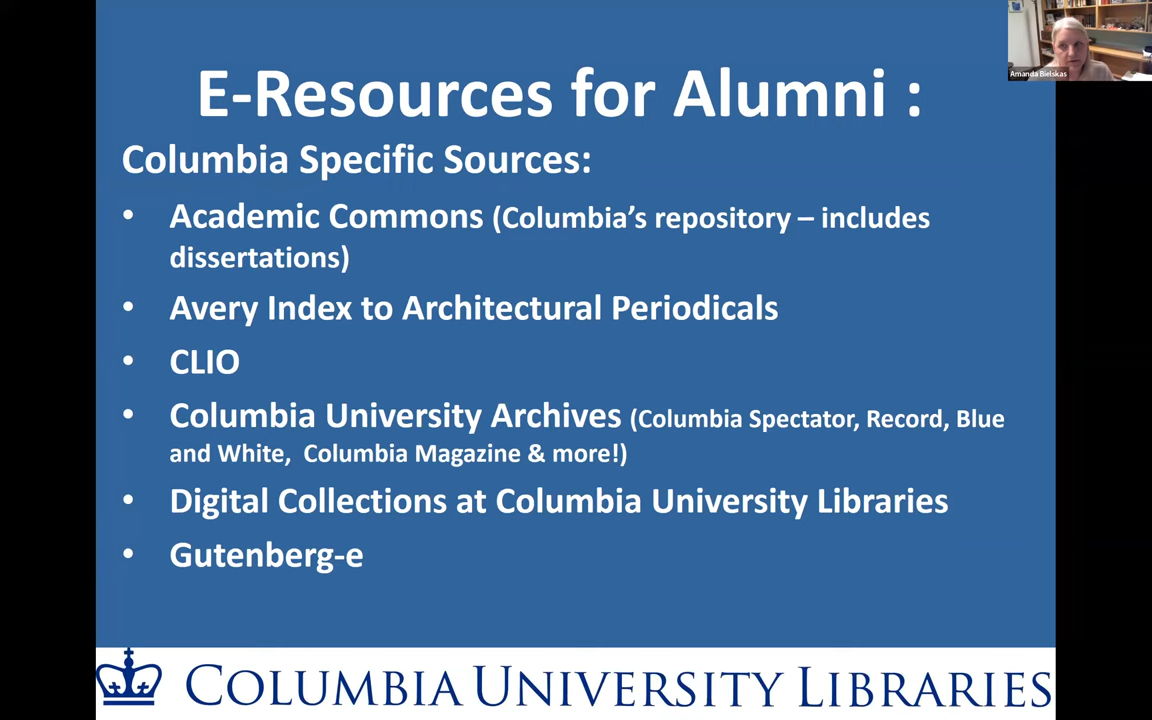 E-Resources for Alumni :
Amanda Bielskas
Columbia Specific Sources:
• Academic Commons (Columbia’s repository – includes
dissertations)
• Avery Index to Architectural Periodicals
• CLIO
• Columbia University Archives (Columbia Spectator, Record, Blue
and White, Columbia Magazine & more!)
• Digital Collections at Columbia University Libraries
• Gutenberg-e
COLUMBIA UNIVERSITY LIBRARIES